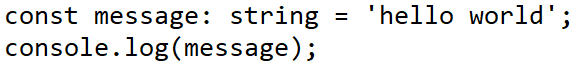 const message: string = 'hello world';
console.log(message);